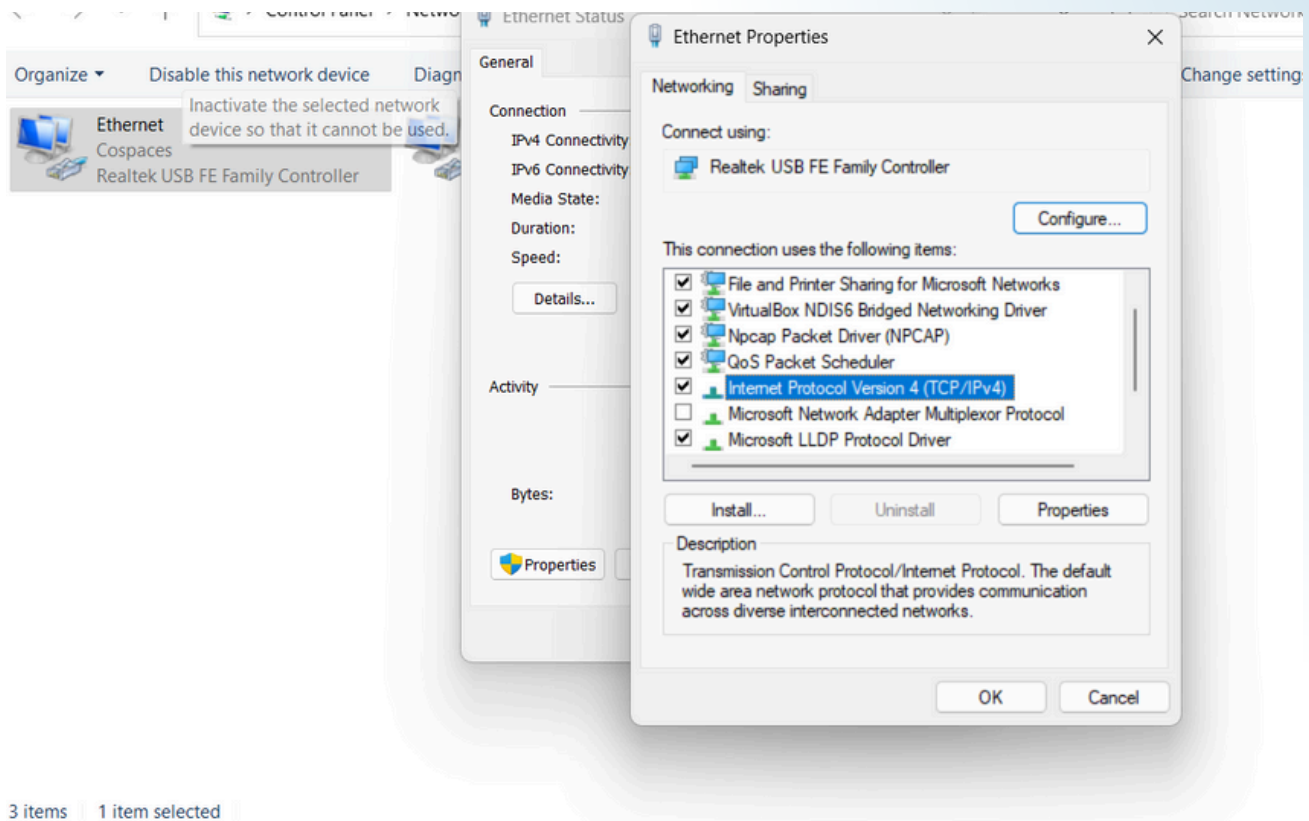 Control Panel > Netwo
Search Network
Organize ▾ Disable this network device Diagn
Change setting
Inactivate the selected network
device so that it cannot be used.
Ethernet
Cospaces
Realtek USB FE Family Controller
Ethernet Status
General
Connection
IPv4 Connectivity
IPv6 Connectivity
Media State:
Duration:
Speed:
Details...
Activity
Bytes:
Properties
Ethernet Properties
Networking Sharing
Connect using:
Realtek USB FE Family Controller
Configure...
This connection uses the following items:
File and Printer Sharing for Microsoft Networks
VirtualBox NDIS6 Bridged Networking Driver
Npcap Packet Driver (NPCAP)
QoS Packet Scheduler
Internet Protocol Version 4 (TCP/IPv4)
Microsoft Network Adapter Multiplexor Protocol
Microsoft LLDP Protocol Driver
Install... Uninstall Properties
Description
Transmission Control Protocol/Internet Protocol. The default
wide area network protocol that provides communication
across diverse interconnected networks.
OK Cancel
3 items 1 item selected